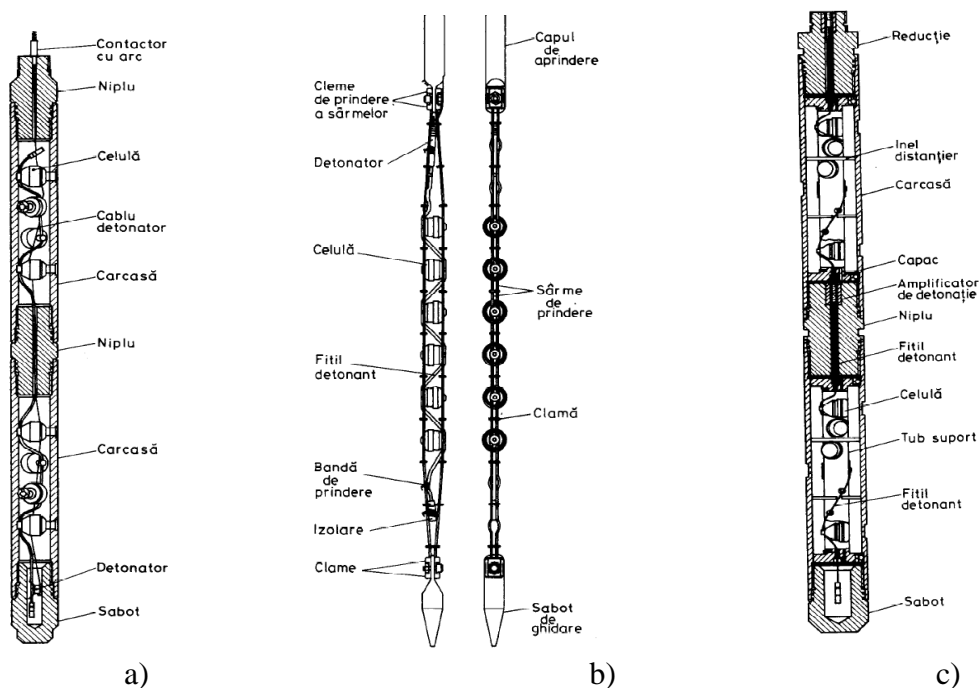 Contactor
cu arc
Niplu
Celulă
Cablu
detonator
Carcasă
Niplu
Carcasă
Detonator
Sabot
a)
Capul
de
aprindere
Cleme
de prindere
a sârmelor
Detonator
Celulă
Sârme
de
prindere
Fitil
detonant
Clamă
Bandă
de
prindere
Izolare
Clame
Sabot
de
ghidare
b)
Reducție
Inel
distanțier
Carcasă
Capac
Amplificator
de detonație
Niplu
Fitil
detonant
Celulă
Tub suport
Fitil
detonant
Sabot
c)